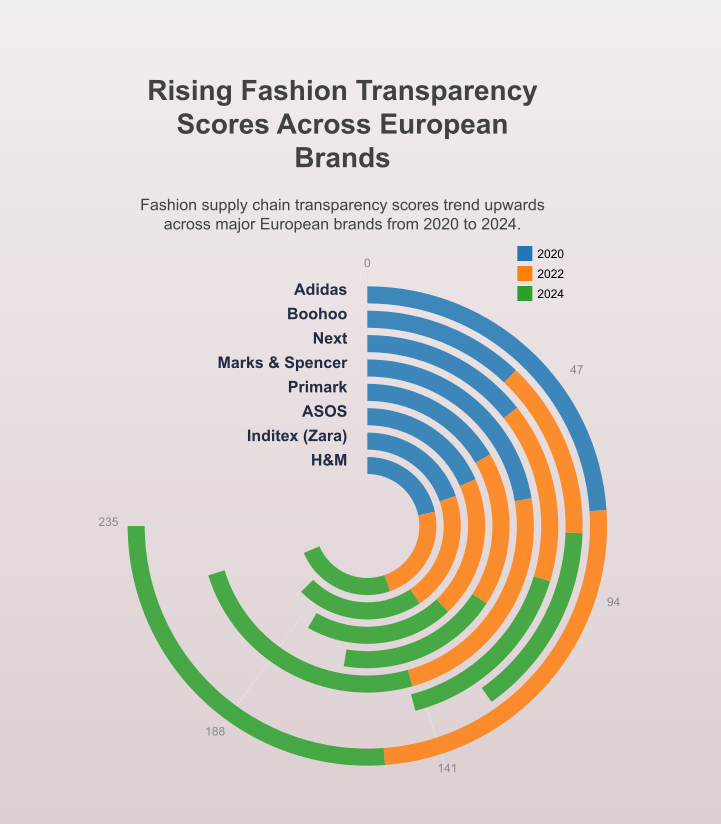 Rising Fashion Transparency
Scores Across European
Brands
Fashion supply chain transparency scores trend upwards
across major European brands from 2020 to 2024.
2020
2022
2024
0
Adidas
Boohoo
Next
Marks & Spencer
Primark
ASOS
Inditex (Zara)
H&M
47
94
141
188
235